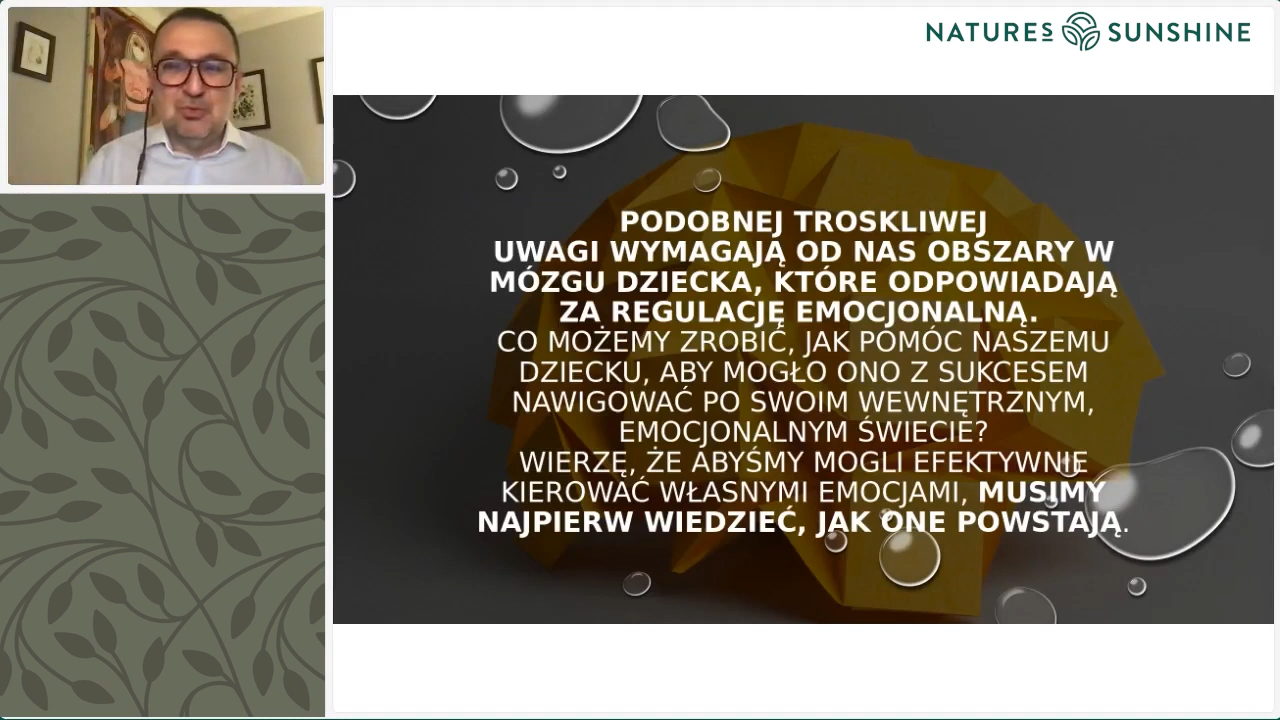 NATURES SUNSHINE
PODOBNEJ TROSKLIWEJ
UWAGI WYMAGAJĄ OD NAS OBSZARY W
MÓZGU DZIECKA, KTÓRE ODPOWIADAJĄ
ZA REGULACJĘ EMOCJONALNĄ.
CO MOŻEMY ZROBIĆ, JAK POMÓC NASZEMU
DZIECKU, ABY MOGŁO ONO Z SUKCESEM
NAWIGOWAĆ PO SWOIM WEWNĘTRZNYM,
EMOCJONALNYM ŚWIECIE?
WIERZĘ, ŻE ABYŚMY MOGLI EFEKTYWNIE
KIEROWAĆ WŁASNYMI EMOCJAMI, MUSIMY
NAJPIERW WIEDZIEĆ, JAK ONE POWSTAJĄ.